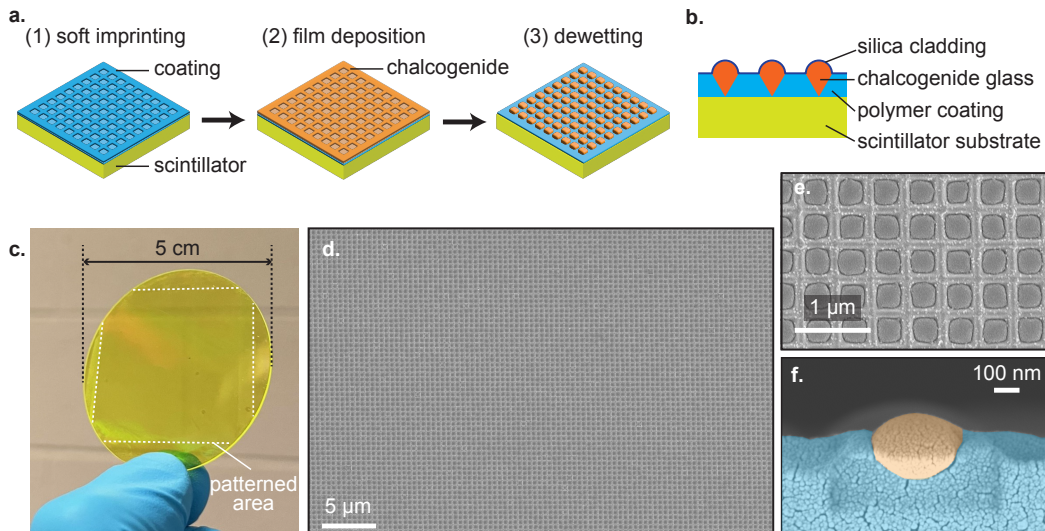 a.
(1) soft imprinting
(2) film deposition
(3) dewetting
coating
chalcogenide
scintillator
b.
silica cladding
chalcogenide glass
polymer coating
scintillator substrate
c.
5 cm
patterned
area
d.
5 µm
e.
1 µm
f.
100 nm